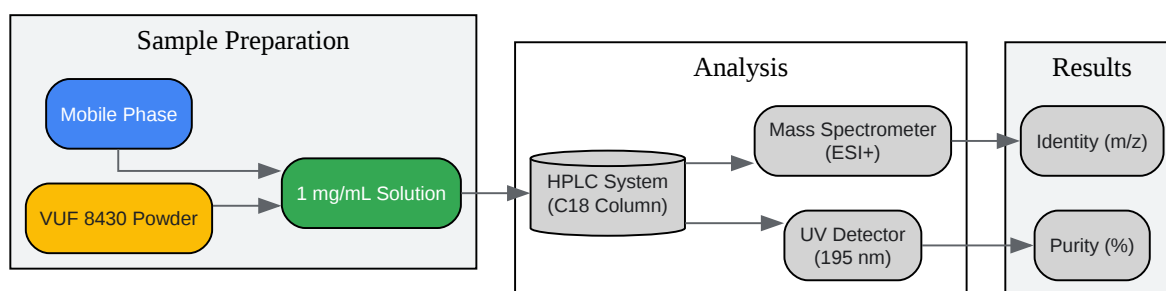 Sample Preparation
Mobile Phase
VUF 8430 Powder
1 mg/mL Solution
Analysis
HPLC System
(C18 Column)
Mass Spectrometer
(ESI+)
UV Detector
(195 nm)
Results
Identity (m/z)
Purity (%)